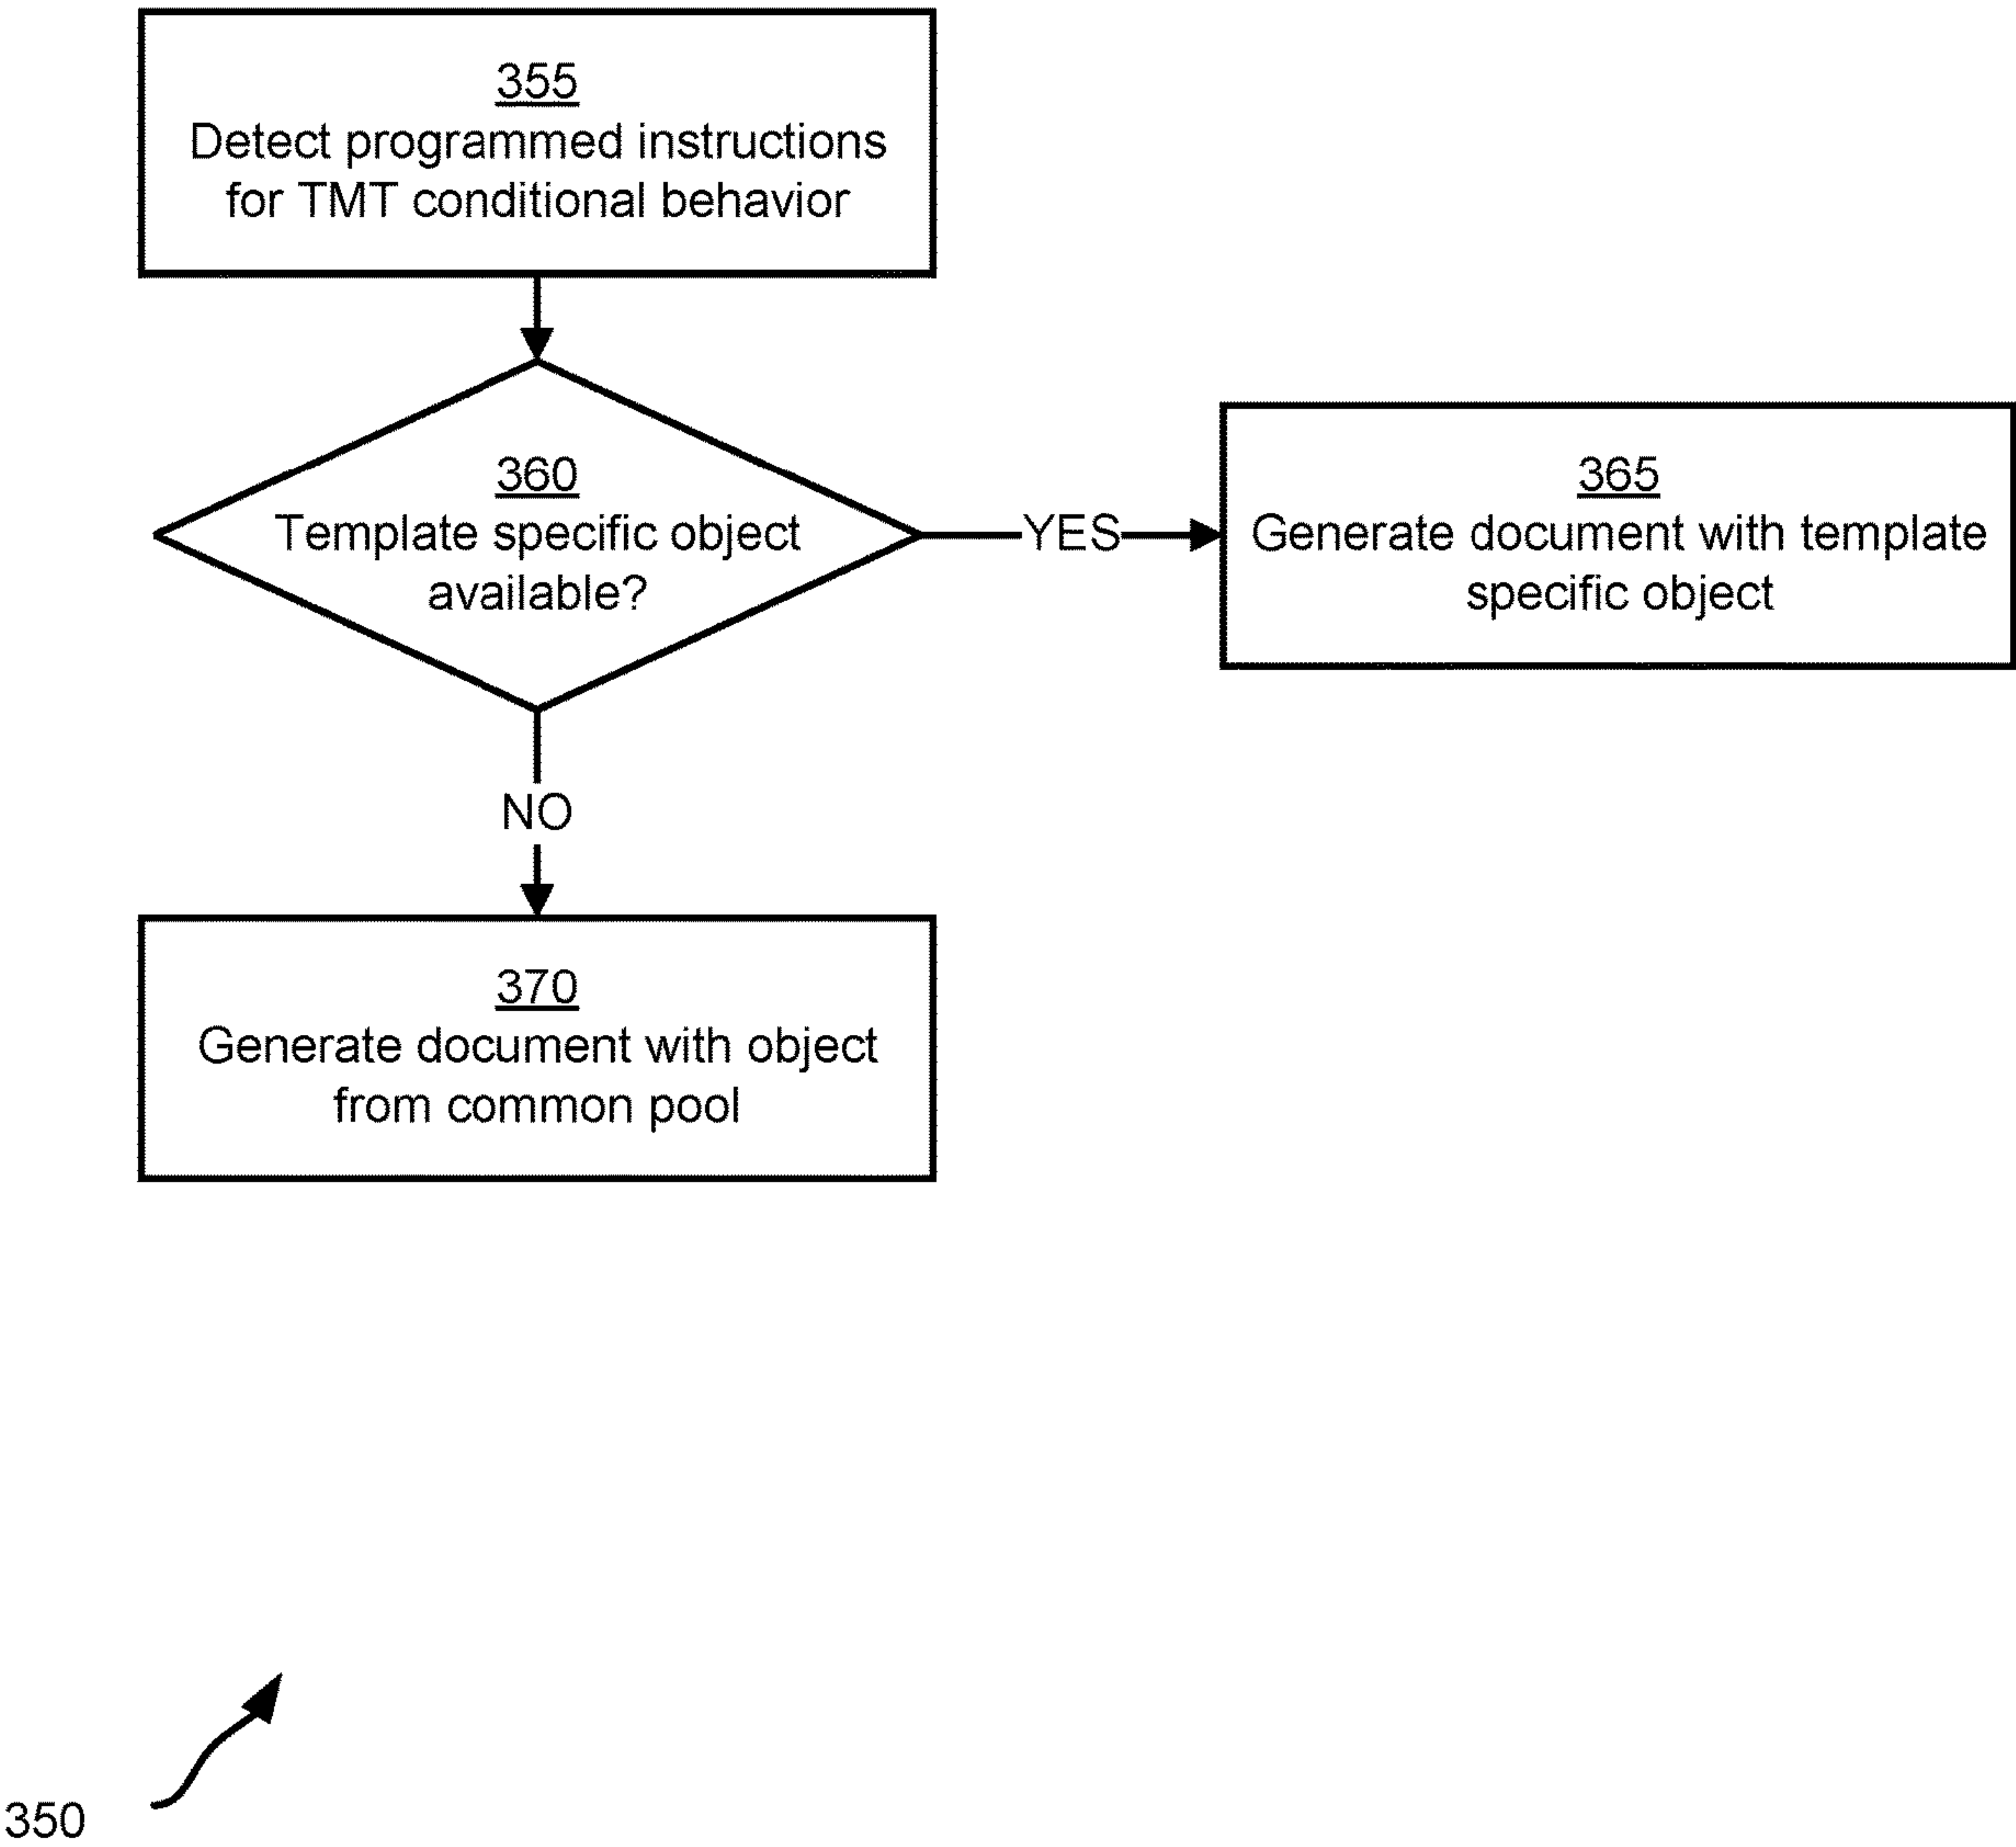 355
Detect programmed instructions
for TMT conditional behavior
360
Template specific object
available?
YES
365
Generate document with template
specific object
NO
370
Generate document with object
from common pool
350